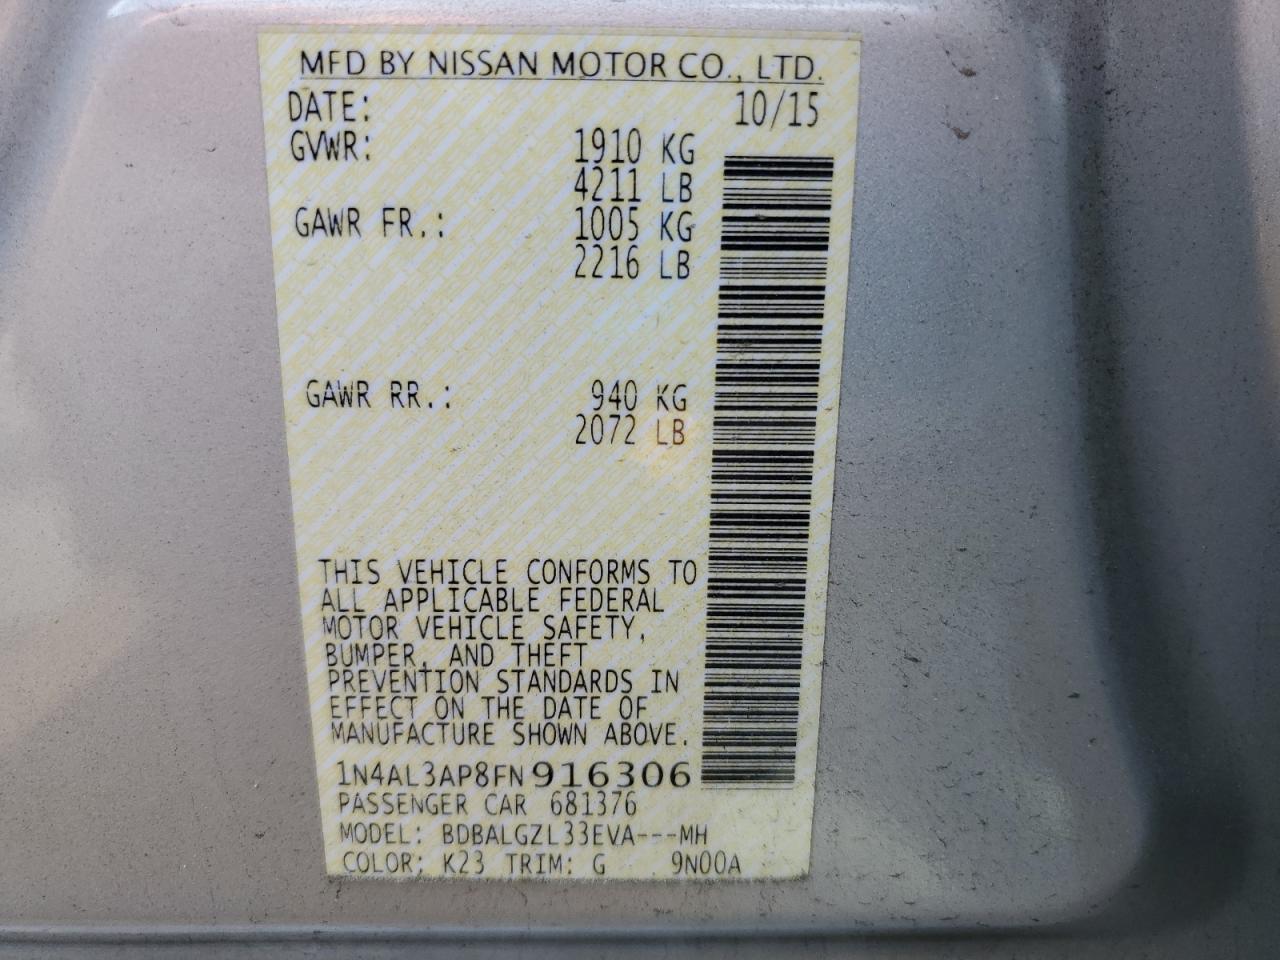 MFD BY NISSAN MOTOR CO., LTD.
DATE: 10/15
GVWR: 1910 KG
4211 LB
GAWR FR.: 1005 KG
2216 LB
GAWR RR.: 940 KG
2072 LB
THIS VEHICLE CONFORMS TO
ALL APPLICABLE FEDERAL
MOTOR VEHICLE SAFETY,
BUMPER, AND THEFT
PREVENTION STANDARDS IN
EFFECT ON THE DATE OF
MANUFACTURE SHOWN ABOVE.
1N4AL3AP8FN916306
PASSENGER CAR 681376
MODEL: BDBALGZL33EVA---MH
COLOR: K23 TRIM: G 9N00A